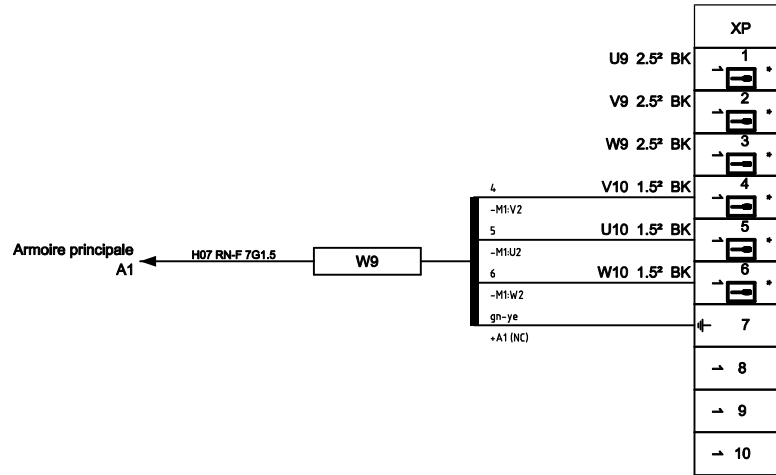 XP
U9 2.5² BK 1 *
V9 2.5² BK 2 *
W9 2.5² BK 3 *
4 V10 1.5² BK 4 *
-M1:V2
5 U10 1.5² BK 5 *
-M1:U2
Armoire principale
A1 H07 RN-F 7G1.5 W9
6 W10 1.5² BK 6 *
-M1:W2
gn-ye 7
+A1 (NC)
8
9
10